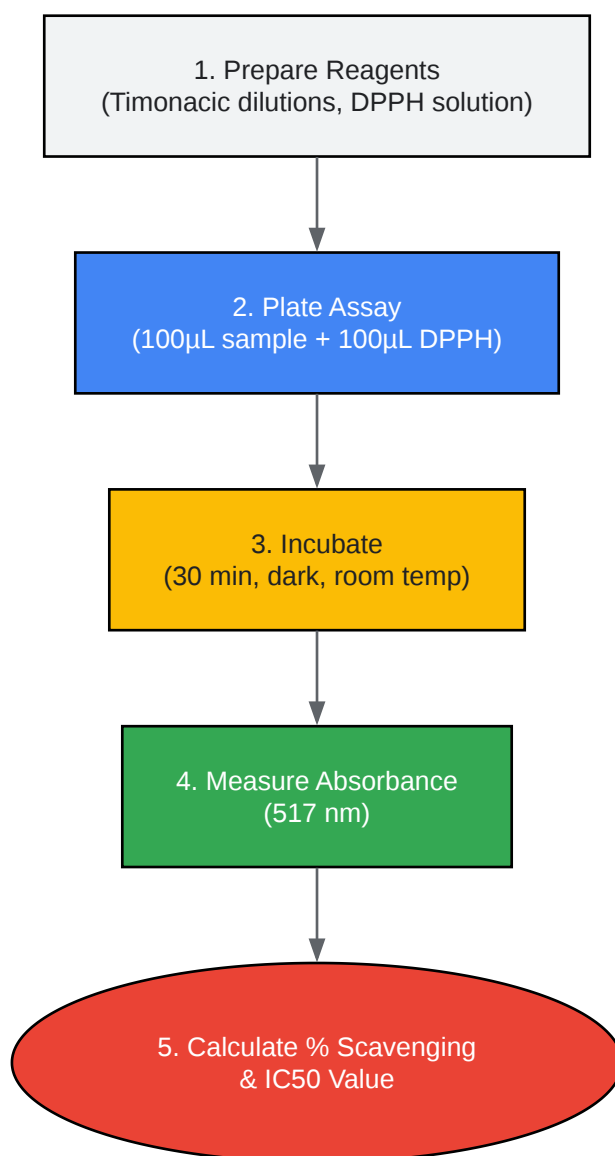 1. Prepare Reagents
(Timonacic dilutions, DPPH solution)
2. Plate Assay
(100µL sample + 100µL DPPH)
3. Incubate
(30 min, dark, room temp)
4. Measure Absorbance
(517 nm)
5. Calculate % Scavenging
& IC50 Value